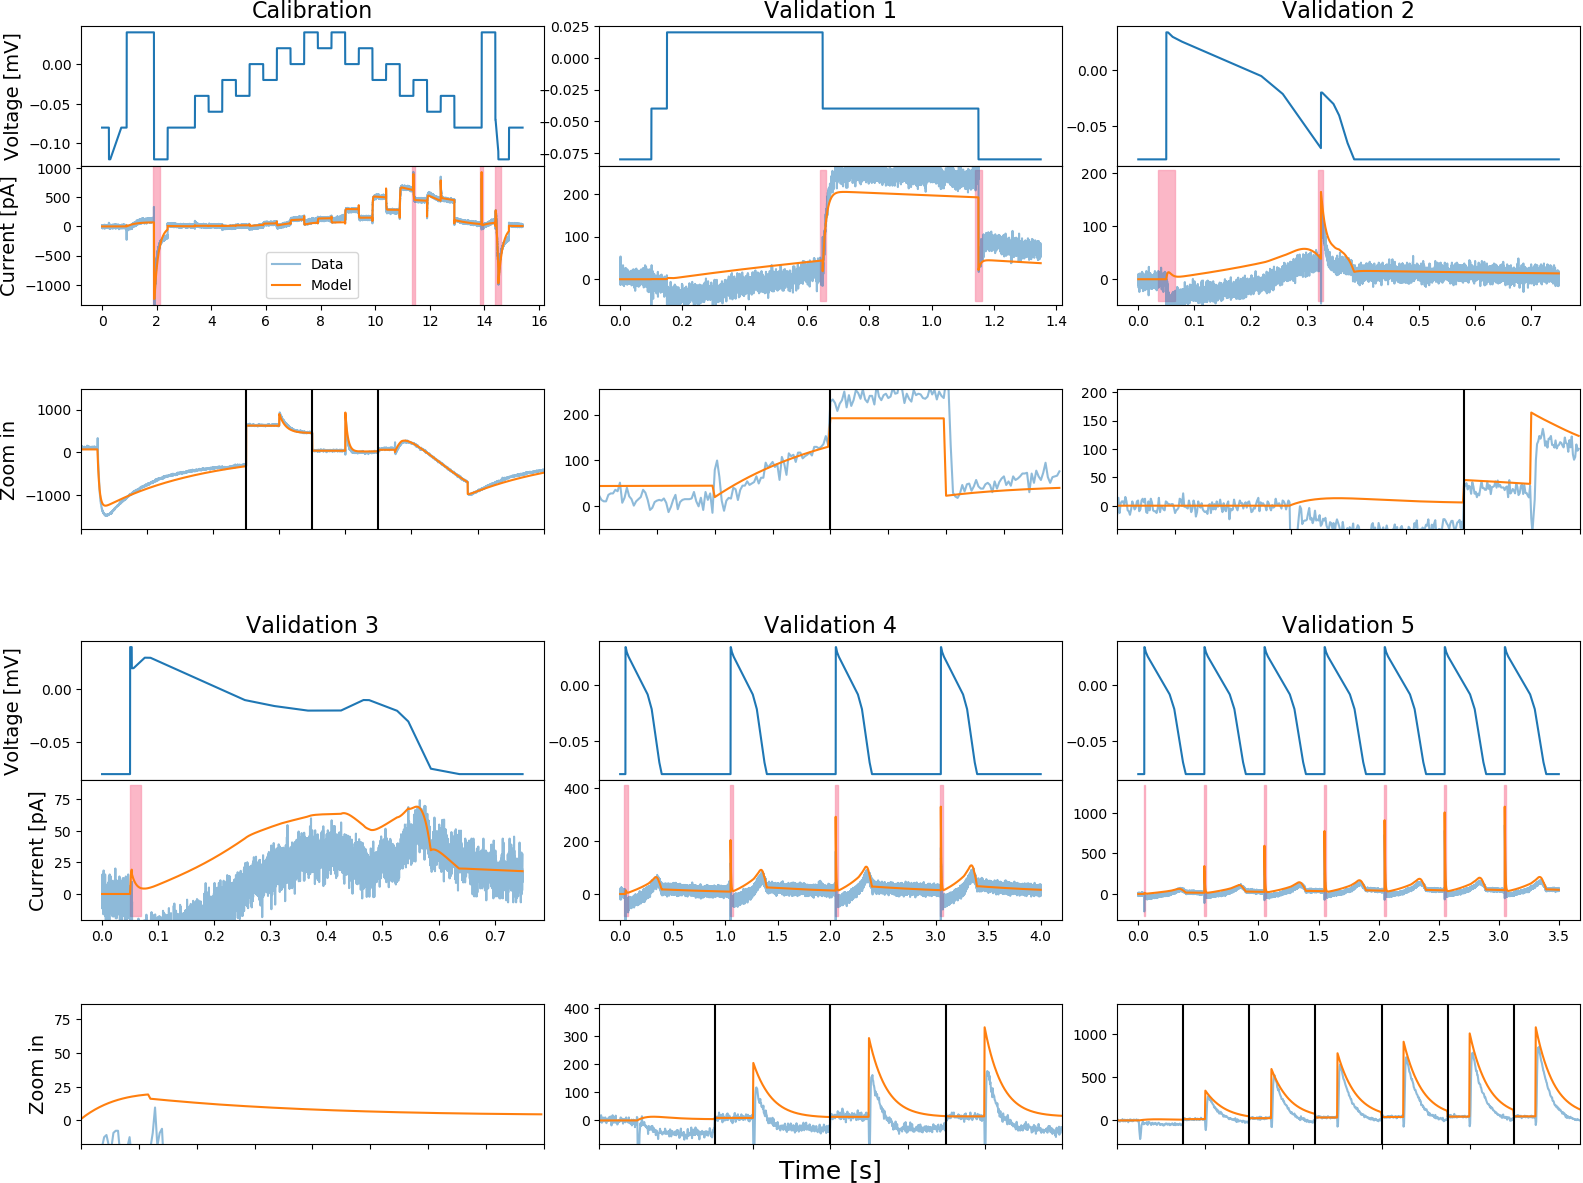 Calibration
Validation 1
Validation 2
Voltage [mV]
0.00
−0.05
−0.10
0.025
0.000
−0.025
−0.050
−0.075
0.00
−0.05
Current [pA]
1000
500
0
−500
−1000
Data
Model
200
100
0
200
100
0
0 2 4 6 8 10 12 14 16
0.0 0.2 0.4 0.6 0.8 1.0 1.2 1.4
0.0 0.1 0.2 0.3 0.4 0.5 0.6 0.7
Zoom in
1000
0
−1000
200
100
0
200
150
100
50
0
Validation 3
Validation 4
Validation 5
Voltage [mV]
0.00
−0.05
0.00
−0.05
0.00
−0.05
Current [pA]
75
50
25
0
400
200
0
1000
500
0
0.0 0.1 0.2 0.3 0.4 0.5 0.6 0.7
0.0 0.5 1.0 1.5 2.0 2.5 3.0 3.5 4.0
0.0 0.5 1.0 1.5 2.0 2.5 3.0 3.5
Zoom in
75
50
25
0
400
300
200
100
0
1000
500
0
Time [s]